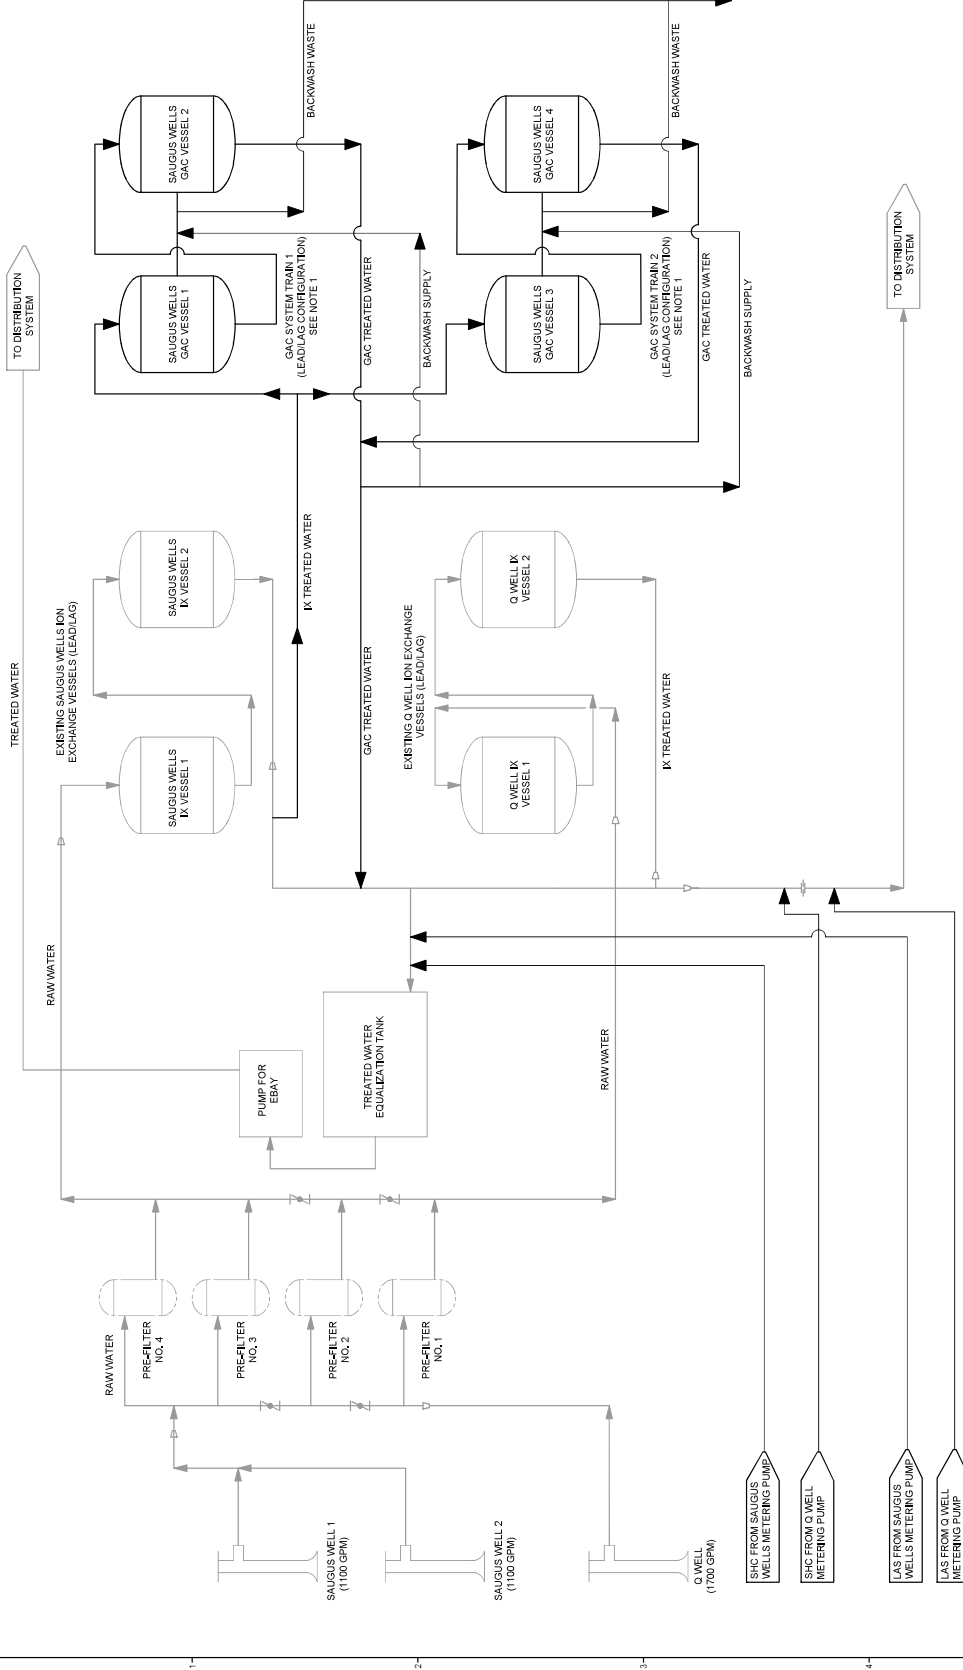 TO DISTRIBUTION
SYSTEM
TREATED WATER
SAUGUS WELLS
GAC VESSEL 2
SAUGUS WELLS
GAC VESSEL 1
BACKWASH WASTE
GAC SYSTEM TRAIN 1
(LEAD/LAG CONFIGURATION)
SEE NOTE 1
GAC TREATED WATER
BACKWASH SUPPLY
SAUGUS WELLS
GAC VESSEL 4
SAUGUS WELLS
GAC VESSEL 3
BACKWASH WASTE
GAC SYSTEM TRAIN 2
(LEAD/LAG CONFIGURATION)
SEE NOTE 1
GAC TREATED WATER
BACKWASH SUPPLY
TO DISTRIBUTION
SYSTEM
EXISTING SAUGUS WELLS ION
EXCHANGE VESSELS (LEAD/LAG)
SAUGUS WELLS
IX VESSEL 2
SAUGUS WELLS
IX VESSEL 1
IX TREATED WATER
GAC TREATED WATER
EXISTING Q WELL ION EXCHANGE
VESSELS (LEAD/LAG)
Q WELL IX
VESSEL 2
Q WELL IX
VESSEL 1
IX TREATED WATER
RAW WATER
PUMP FOR
EBAY
TREATED WATER
EQUALIZATION TANK
RAW WATER
RAW WATER
PRE-FILTER
NO. 4
PRE-FILTER
NO. 3
PRE-FILTER
NO. 2
PRE-FILTER
NO. 1
SAUGUS WELL 1
(1100 GPM)
SAUGUS WELL 2
(1100 GPM)
Q WELL
(1700 GPM)
SHC FROM SAUGUS
WELLS METERING PUMP
SHC FROM Q WELL
METERING PUMP
LAS FROM SAUGUS
WELLS METERING PUMP
LAS FROM Q WELL
METERING PUMP
1
2
3
4